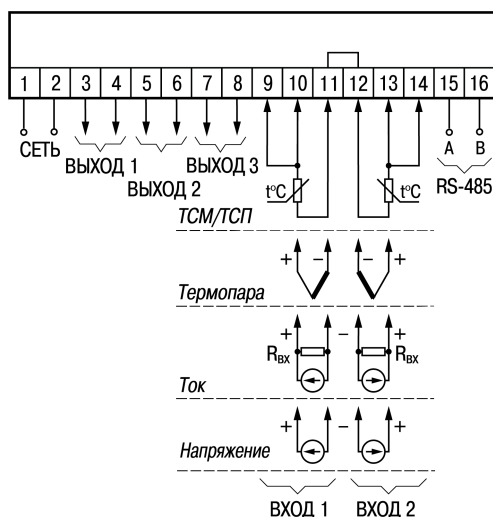 1 2 3 4 5 6 7 8 9 10 11 12 13 14 15 16
СЕТЬ
ВЫХОД 1
ВЫХОД 2
ВЫХОД 3
A B
RS-485
t°C
t°C
ТСМ/ТСП
+ − − +
Термопара
+ − +
Rвх
Rвх
Ток
+ − +
Напряжение
ВХОД 1 ВХОД 2